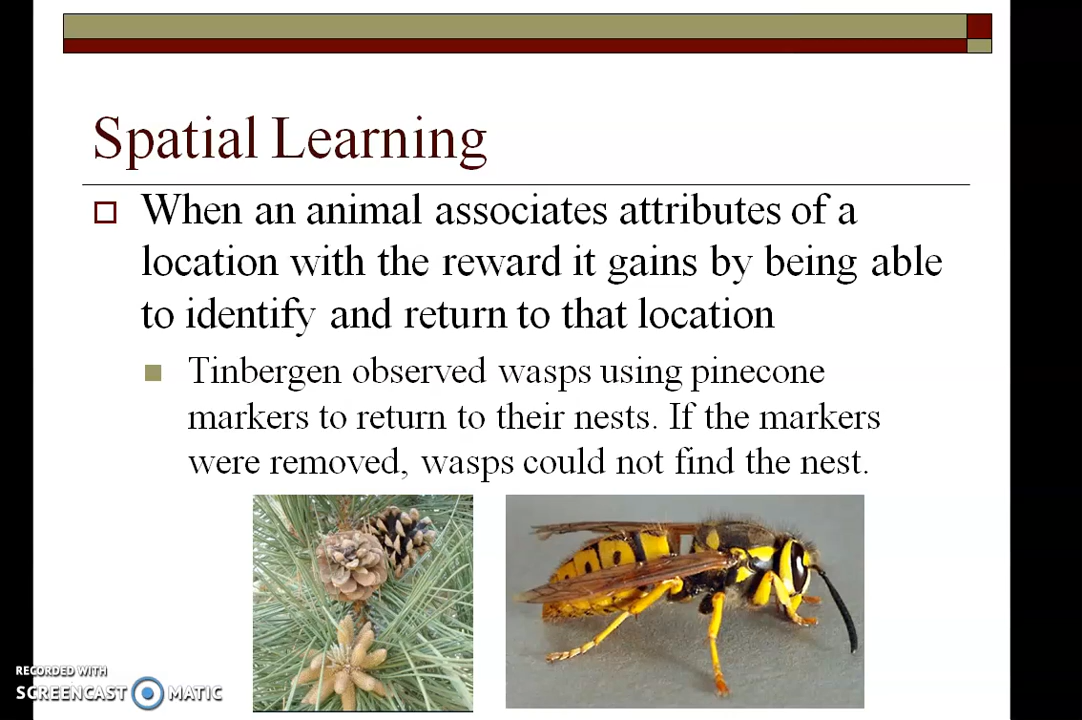 Spatial Learning
When an animal associates attributes of a
location with the reward it gains by being able
to identify and return to that location
Tinbergen observed wasps using pinecone
markers to return to their nests. If the markers
were removed, wasps could not find the nest.
RECORDED WITH
SCREENCAST MATIC